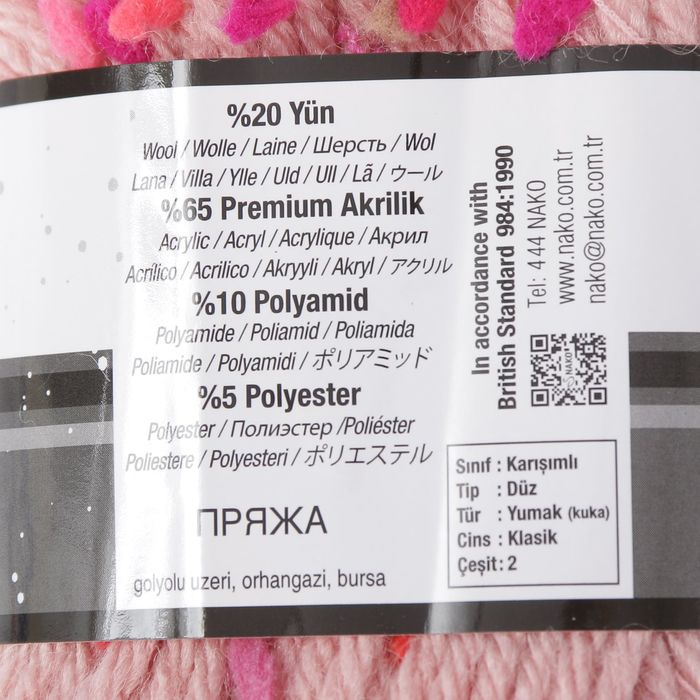 %20 Yün
Wool / Wolle / Laine / Шерсть / Wol
Lana / Villa / Ylle / Uld / Ull / Lã / ウール
%65 Premium Akrilik
Acrylic / Acryl / Acrylique / Акрил
Acrílico / Acrilico / Akryyli / Akryl / アクリル
%10 Polyamid
Polyamide / Poliamid / Poliamida
Poliamide / Polyamidi / ポリアミッド
%5 Polyester
Polyester / Полиэстер /Poliéster
Poliestere / Polyesteri / ポリエステル
ПРЯЖА
golyolu uzeri, orhangazi, bursa
In accordance with
British Standard 984:1990
Tel: 444 NAKO
www.nako.com.tr
nako@nako.com.tr
NAKO
Sınıf : Karışımlı
Tip : Düz
Tür : Yumak (kuka)
Cins : Klasik
Çeşit : 2